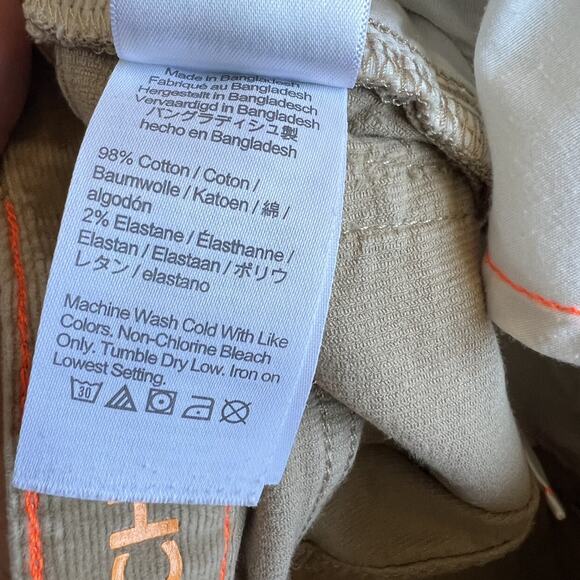 Made in Bangladesh
Fabriqué au Bangladesh
Hergestellt in Bangladesch
Vervaardigd in Bangladesh
バングラディシュ製
hecho en Bangladesh
98% Cotton / Coton /
Baumwolle / Katoen / 綿 /
algodón
2% Elastane / Élasthanne /
Elastan / Elastaan / ポリウ
レタン / elastano
Machine Wash Cold With Like
Colors. Non-Chlorine Bleach
Only. Tumble Dry Low. Iron on
Lowest Setting.
30
CH